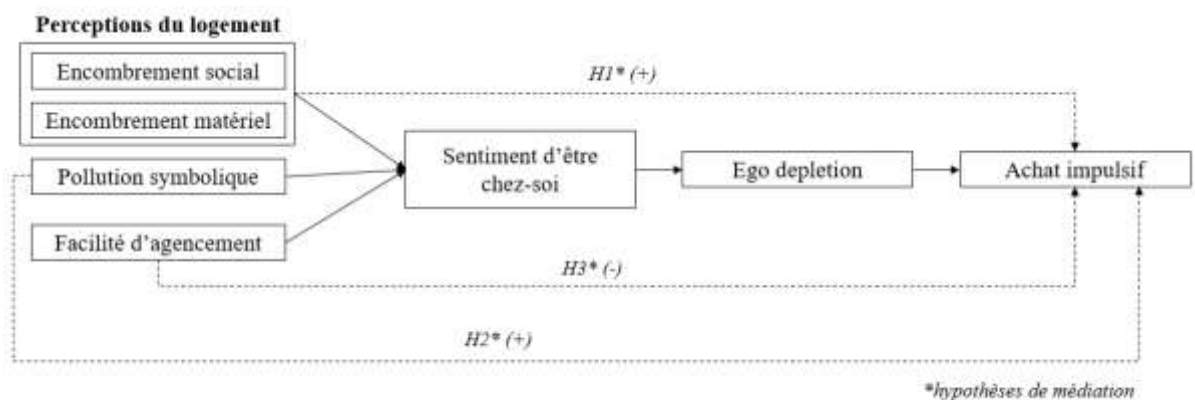 Perceptions du logement
Encombrement social
Encombrement matériel
Pollution symbolique
Facilité d'agencement
Sentiment d'être
chez-soi
Ego depletion
Achat impulsif
H1* (+)
H3* (-)
H2* (+)
*hypothèses de médiation